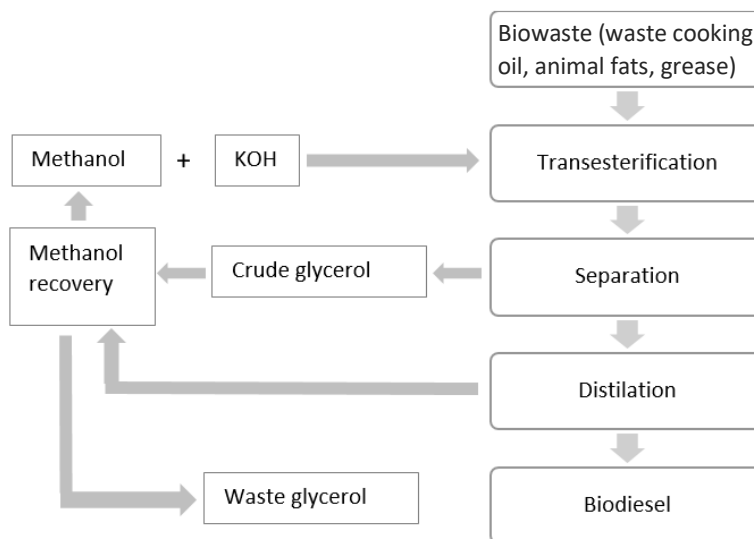 Biowaste (waste cooking
oil, animal fats, grease)
Methanol
+
KOH
Transesterification
Methanol
recovery
Crude glycerol
Separation
Distilation
Waste glycerol
Biodiesel